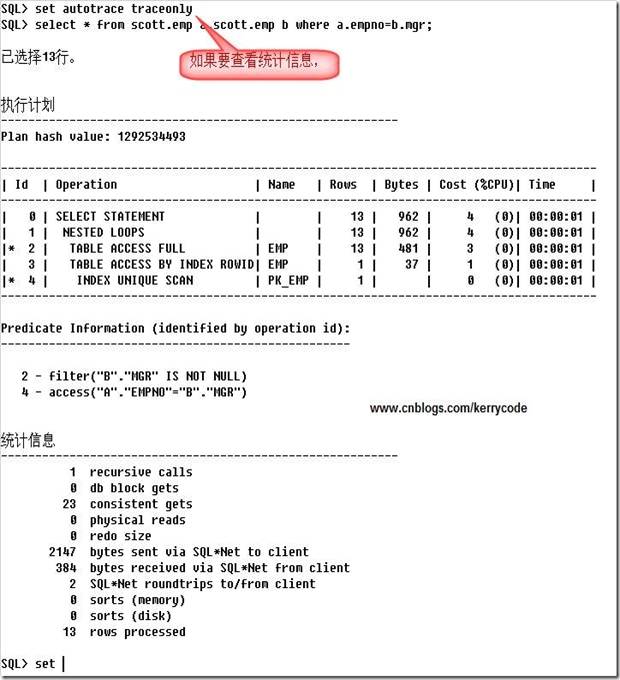 SQL> set autotrace traceonly
SQL> select * from scott.emp a scott.emp b where a.empno=b.mgr;
已选择13行。
如果要查看统计信息，
执行计划
----------------------------------------------------------
Plan hash value: 1292534493
---------------------------------------------------------------------------------------
| Id | Operation | Name | Rows | Bytes | Cost (%CPU)| Time |
---------------------------------------------------------------------------------------
| 0 | SELECT STATEMENT | | 13 | 962 | 4 (0)| 00:00:01 |
| 1 | NESTED LOOPS | | 13 | 962 | 4 (0)| 00:00:01 |
|* 2 | TABLE ACCESS FULL | EMP | 13 | 481 | 3 (0)| 00:00:01 |
| 3 | TABLE ACCESS BY INDEX ROWID| EMP | 1 | 37 | 1 (0)| 00:00:01 |
|* 4 | INDEX UNIQUE SCAN | PK_EMP | 1 | | 0 (0)| 00:00:01 |
---------------------------------------------------------------------------------------
Predicate Information (identified by operation id):
---------------------------------------------------
2 - filter("B"."MGR" IS NOT NULL)
4 - access("A"."EMPNO"="B"."MGR")
www.cnblogs.com/kerrycode
统计信息
----------------------------------------------------------
1 recursive calls
0 db block gets
23 consistent gets
0 physical reads
0 redo size
2147 bytes sent via SQL*Net to client
384 bytes received via SQL*Net from client
2 SQL*Net roundtrips to/from client
0 sorts (memory)
0 sorts (disk)
13 rows processed
SQL> set